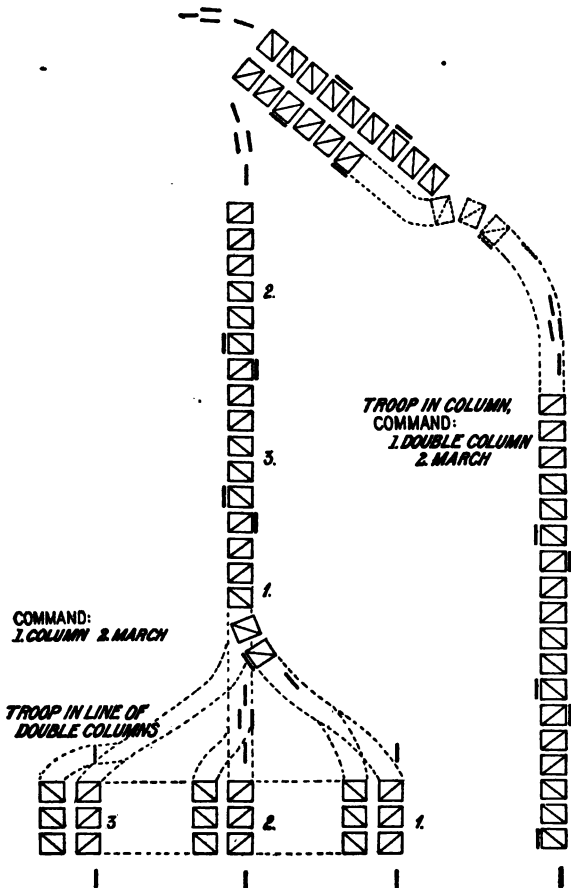 2.
TROOP IN COLUMN,
COMMAND:
1. DOUBLE COLUMN
2. MARCH
3.
1.
COMMAND:
1. COLUMN 2. MARCH
TROOP IN LINE OF
DOUBLE COLUMNS
3
2.
1.